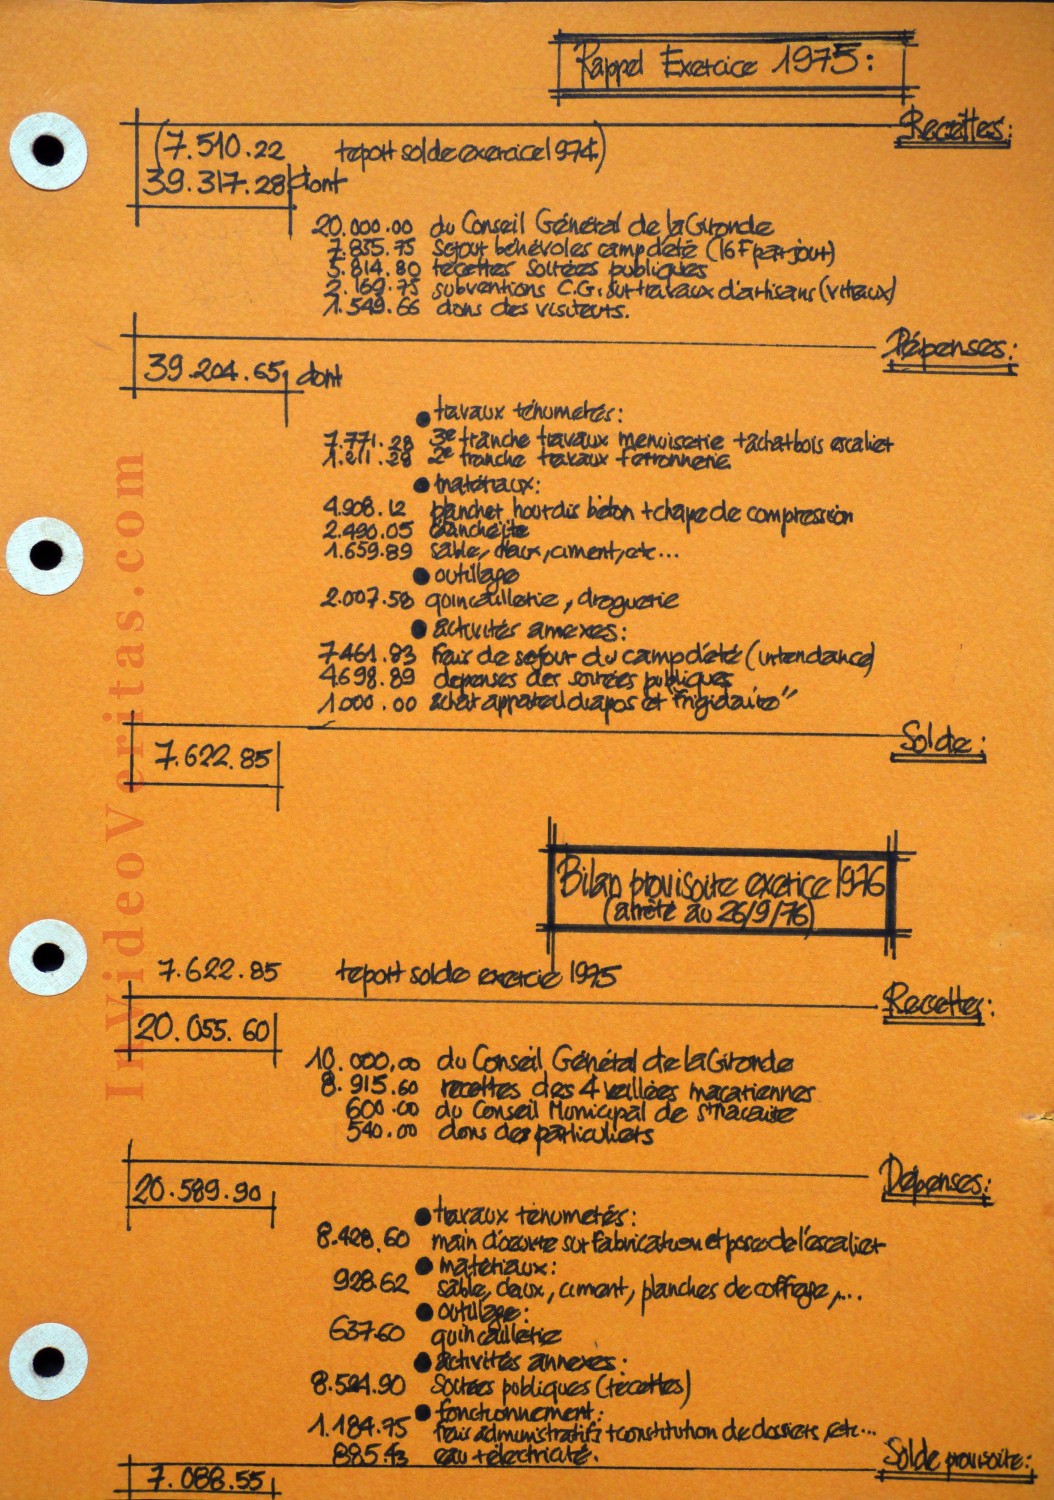 Rappel Exercice 1975:
Recettes:
(7.510.22 report solde exercice 1974)
39.317.28 dont
20.000.00 du Conseil Général de la Gironde
7.835.75 séjour bénévoles camp d'été (16F par jour)
5.814.80 recettes soirées publiques
2.169.75 subventions C.G. sur travaux d'artisans (vitraux)
1.549.66 dons des visiteurs.
Dépenses:
39.204.65, dont
● travaux rénumérés:
7.771.28 3e tranche travaux menuiserie + achat bois escalier
1.211.28 2e tranche travaux ferronnerie
● matériaux:
4.908.12 plancher hourdis béton + chape de compression
2.490.05
1.659.89 sable, chaux, ciment, etc...
● outillage
2.007.58 quincaillerie, droguerie
● activités annexes:
7461.83 frais de séjour du camp d'été (intendance)
4698.89 dépenses des soirées publiques
1000.00 achat appareil diapos et "frigidaire"
Solde:
7.622.85
Bilan provisoire exercice 1976
(arrêté au 26/9/76)
7.622.85 report solde exercice 1975
Recettes:
20.055.60
10.000,00 du Conseil Général de la Gironde
8.915.60 recettes des 4 veillées macariennes
600.00 du Conseil Municipal de St Macaire
540.00 dons des particuliers
Dépenses:
20.589.90
● travaux rénumérés:
8.428.60 main d'œuvre sur fabrication et pose de l'escalier
● matériaux:
928.62 sable, chaux, ciment, planches de coffrage,...
● outillage:
637.60 quincaillerie
● activités annexes:
8.524.90 Soirées publiques (recettes)
● fonctionnement:
1.184.75 frais administratifs + constitution de dossiers, etc...
885.43 eau + électricité.
Solde provisoire:
7.088.55
InVideoVeritas.com